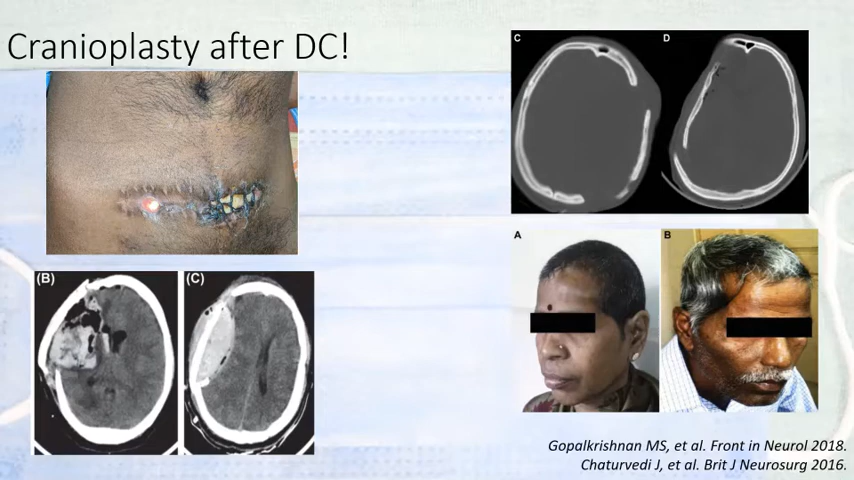 Cranioplasty after DC!
C
D
(B)
(C)
A
B
Gopalkrishnan MS, et al. Front in Neurol 2018.
Chaturvedi J, et al. Brit J Neurosurg 2016.